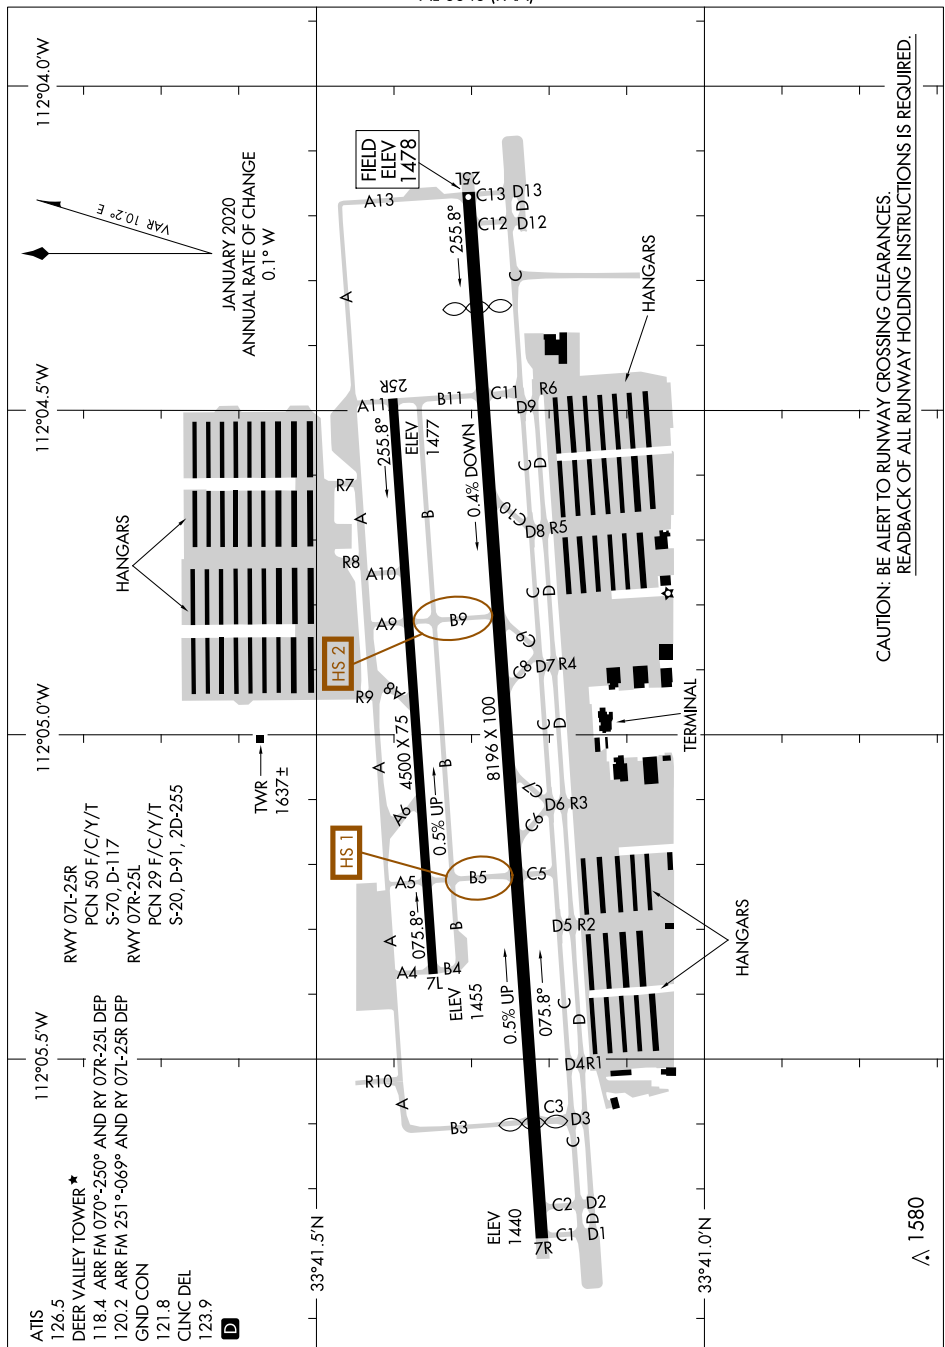 ATIS
126.5
DEER VALLEY TOWER★
118.4 ARR FM 070°-250° AND RY 07R-25L DEP
120.2 ARR FM 251°-069° AND RY 07L-25R DEP
GND CON
121.8
CLNC DEL
123.9
D
RWY 07L-25R
PCN 50 F/C/Y/T
S-70, D-117
RWY 07R-25L
PCN 29 F/C/Y/T
S-20, D-91, 2D-255
112°05.5'W
112°05.0'W
112°04.5'W
112°04.0'W
VAR 10.2° E
JANUARY 2020
ANNUAL RATE OF CHANGE
0.1° W
TWR
1637±
HANGARS
33°41.5'N
R10
R9
R8
R7
A
A
A
A
A
B3
A4
A5
A6
A8
A9
A10
A11
A13
HS 1
HS 2
FIELD
ELEV
1478
7L
075.8°
4500 X 75
0.5% UP
255.8°
25R
ELEV
1455
ELEV
1477
B4
B
B5
B
B9
B
B11
ELEV
1440
7R
0.5% UP
075.8°
8196 X 100
0.4% DOWN
255.8°
25L
C1
C2
C3
C5
C6
C7
C8
C9
C10
C11
C12
C13
C
C
C
C
C
C
D1
D
D2
D3
D4
R1
D
D5 R2
D6 R3
D
D7 R4
D
D8 R5
D
D9
R6
D12
D
D13
HANGARS
TERMINAL
HANGARS
33°41.0'N
1580
CAUTION: BE ALERT TO RUNWAY CROSSING CLEARANCES.
READBACK OF ALL RUNWAY HOLDING INSTRUCTIONS IS REQUIRED.